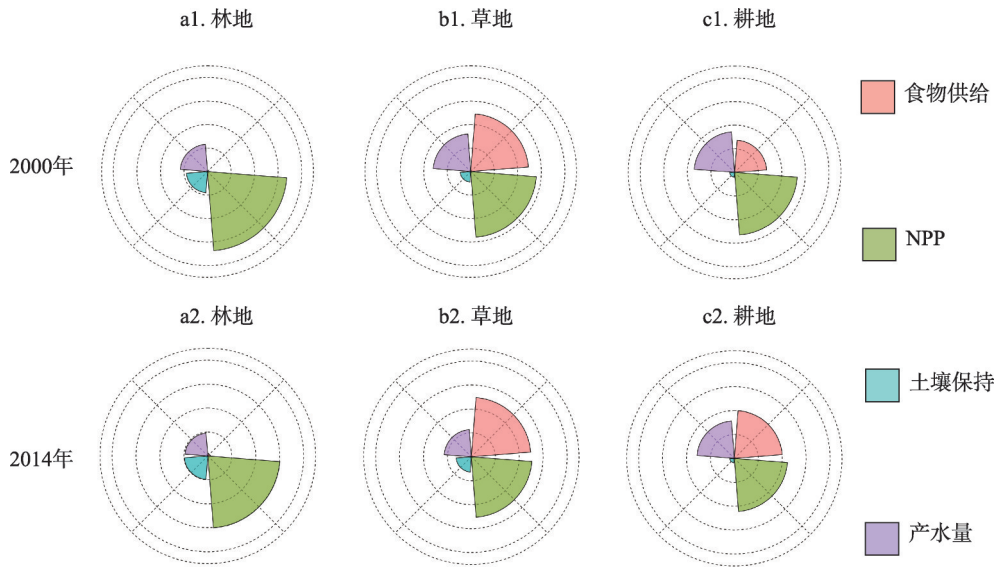 a1. 林地
b1. 草地
c1. 耕地
食物供给
2000年
NPP
a2. 林地
b2. 草地
c2. 耕地
土壤保持
2014年
产水量